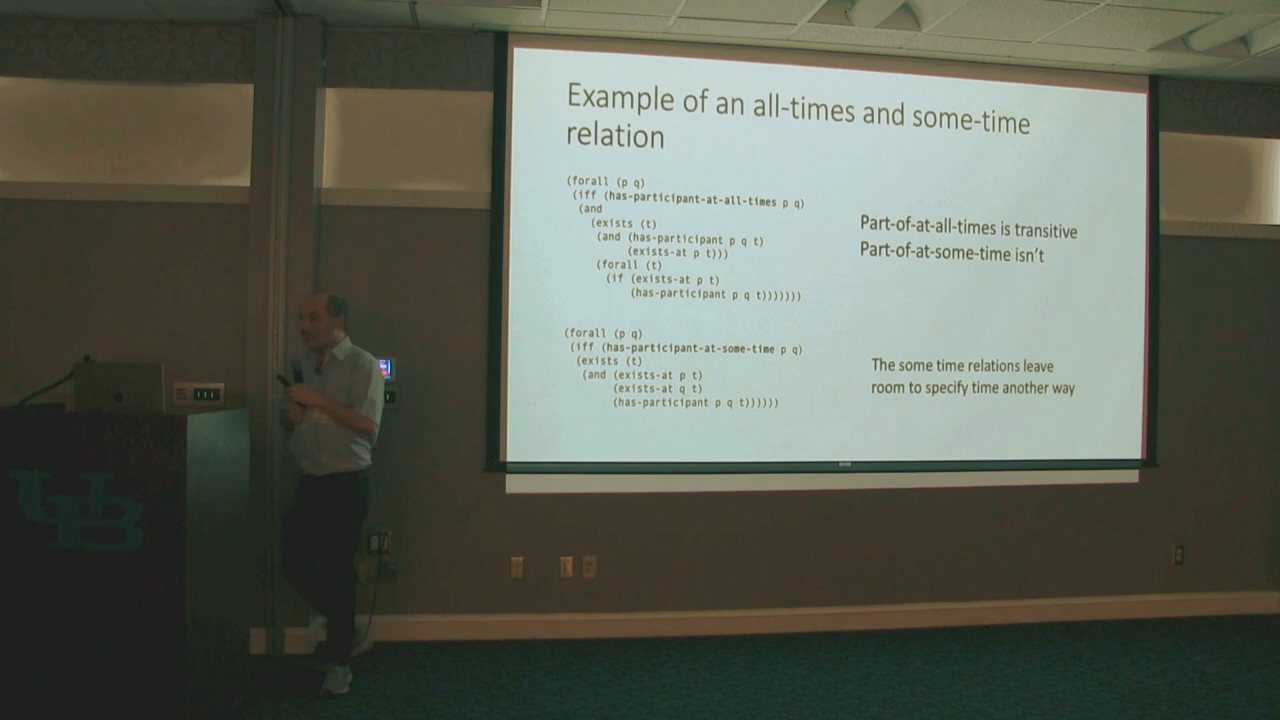 Example of an all-times and some-time
relation
(forall (p q)
(iff (has-participant-at-all-times p q)
(and
(exists (t)
(and (has-participant p q t)
(exists-at p t)))
(forall (t)
(if (exists-at p t)
(has-participant p q t)))))))
Part-of-at-all-times is transitive
Part-of-at-some-time isn't
(forall (p q)
(iff (has-participant-at-some-time p q)
(exists (t)
(and (exists-at p t)
(exists-at q t)
(has-participant p q t))))))
The some time relations leave
room to specify time another way
UB